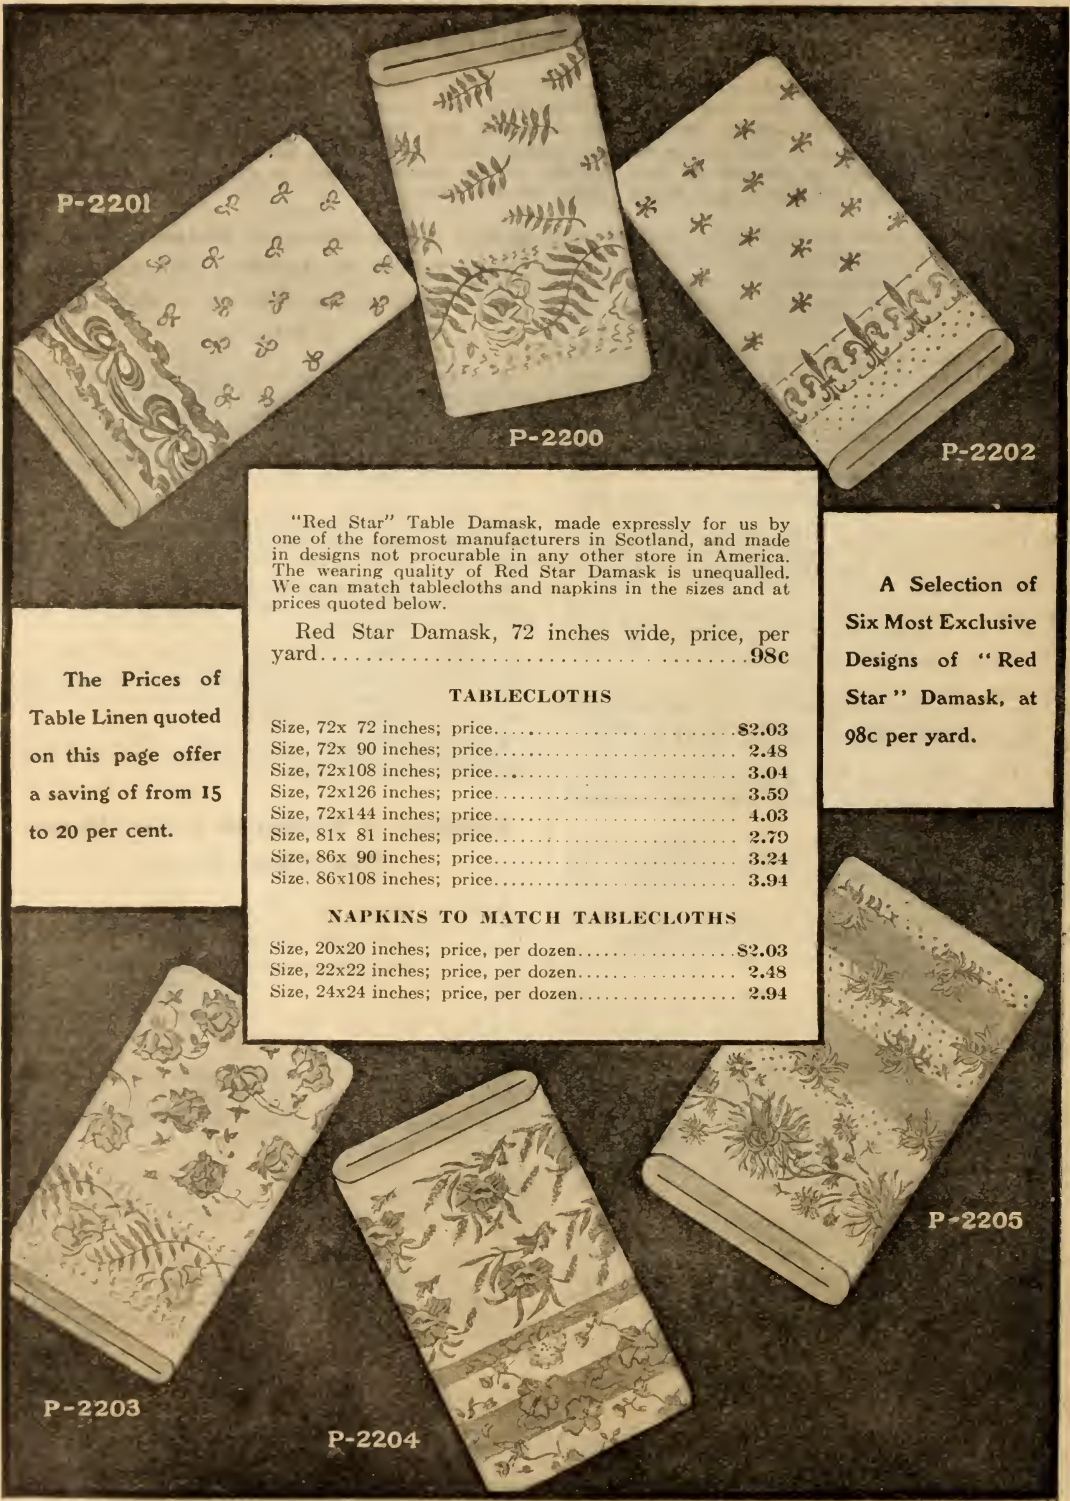 P-2201
P-2200
P-2202
"Red Star" Table Damask, made expressly for us by
one of the foremost manufacturers in Scotland, and made
in designs not procurable in any other store in America.
The wearing quality of Red Star Damask is unequalled.
We can match tablecloths and napkins in the sizes and at
prices quoted below.
Red Star Damask, 72 inches wide, price, per
yard........................................98c
TABLECLOTHS
Size, 72x 72 inches; price............................$2.03
Size, 72x 90 inches; price............................ 2.48
Size, 72x108 inches; price............................ 3.04
Size, 72x126 inches; price............................ 3.59
Size, 72x144 inches; price............................ 4.03
Size, 81x 81 inches; price............................ 2.79
Size, 86x 90 inches; price............................ 3.24
Size, 86x108 inches; price............................ 3.94
NAPKINS TO MATCH TABLECLOTHS
Size, 20x20 inches; price, per dozen..................$2.03
Size, 22x22 inches; price, per dozen.................. 2.48
Size, 24x24 inches; price, per dozen.................. 2.94
The Prices of
Table Linen quoted
on this page offer
a saving of from 15
to 20 per cent.
A Selection of
Six Most Exclusive
Designs of "Red
Star" Damask, at
98c per yard.
P-2203
P-2204
P-2205